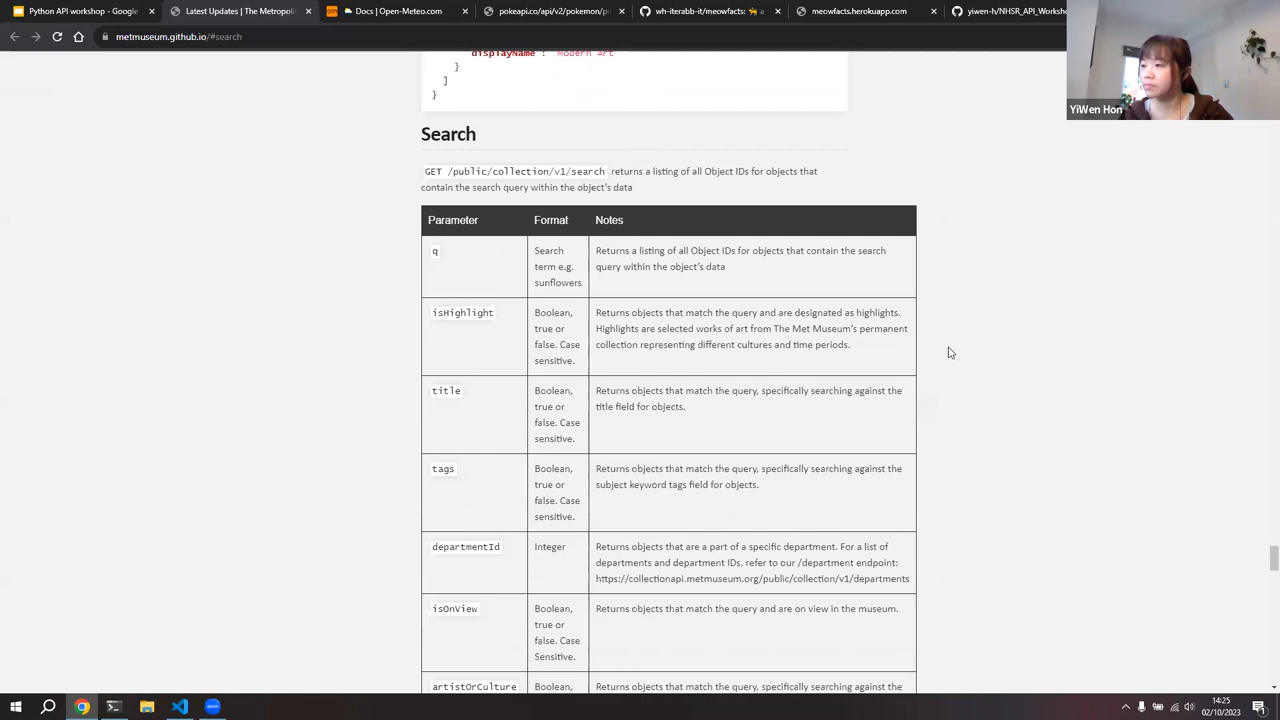 Python API workshop - Google
Latest Updates | The Metropolit
Docs | Open-Meteo.com
pokeapi.co/api/v2/pokemon/p
wh-iterabb-it/meowfacts:
meowfacts.herokuapp.com
yiwen-h/NHSR_API_Worksho
metmuseum.github.io/#search
displayName : Modern Art
}
]
}
Search
GET /public/collection/v1/search returns a listing of all Object IDs for objects that
contain the search query within the object's data
Parameter Format Notes
q Search Returns a listing of all Object IDs for objects that contain the search
term e.g. query within the object's data
sunflowers
isHighlight Boolean, Returns objects that match the query and are designated as highlights.
true or Highlights are selected works of art from The Met Museum's permanent
false. Case collection representing different cultures and time periods.
sensitive.
title Boolean, Returns objects that match the query, specifically searching against the
true or title field for objects.
false. Case
sensitive.
tags Boolean, Returns objects that match the query, specifically searching against the
true or subject keyword tags field for objects.
false. Case
sensitive.
departmentId Integer Returns objects that are a part of a specific department. For a list of
departments and department IDs, refer to our /department endpoint:
https://collectionapi.metmuseum.org/public/collection/v1/departments
isOnView Boolean, Returns objects that match the query and are on view in the museum.
true or
false. Case
Sensitive.
artistOrCulture Boolean, Returns objects that match the query, specifically searching against the
YiWen Hon
14:25
02/10/2023